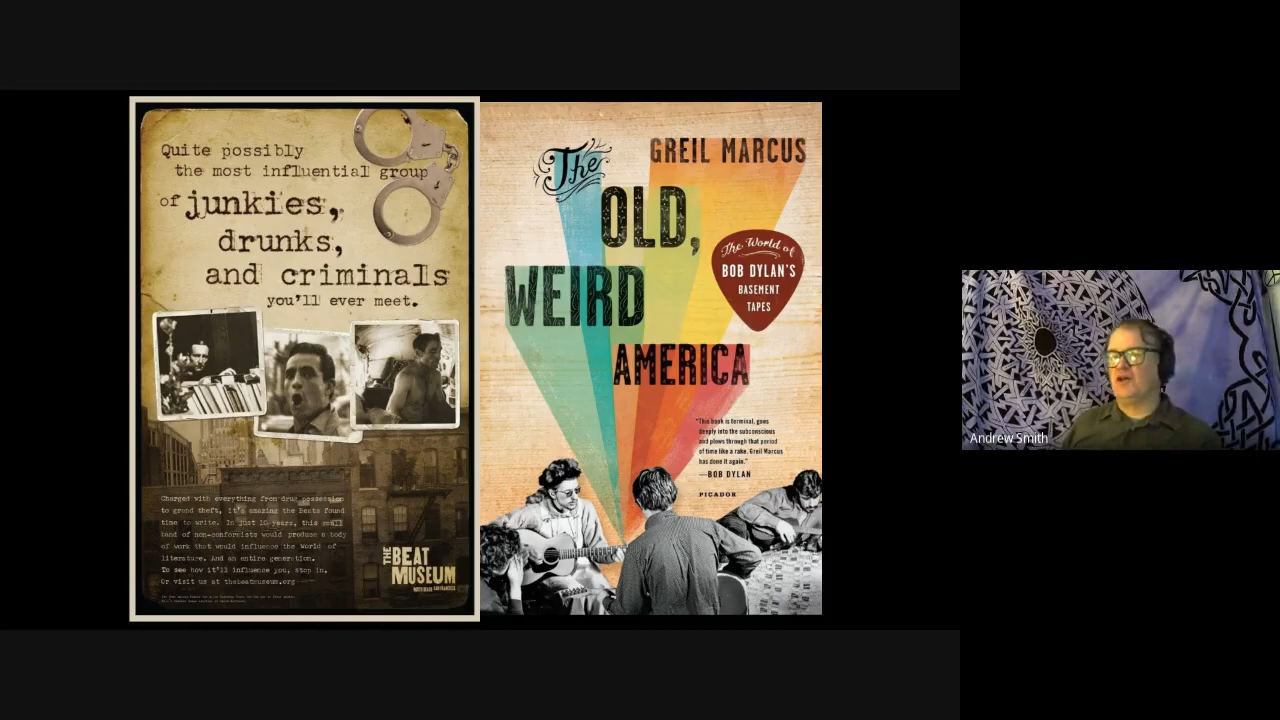 Quite possibly
the most influential group
of junkies,
drunks,
and criminals
you'll ever meet.
Charged with everything from drug possession
to grand theft, it's amazing the Beats found
time to write. In just 10 years, this small
band of non-conformists would produce a body
of work that would influence the world of
literature. And an entire generation.
To see how it'll influence you, stop in.
Or visit us at thebeatmuseum.org
THE BEAT
MUSEUM
GREIL MARCUS
The
OLD,
WEIRD
AMERICA
The World of
BOB DYLAN'S
BASEMENT
TAPES
"This book is terminal, goes
deeply into the subconscious
and plows through that period
of time like a rake. Greil Marcus
has done it again."
—BOB DYLAN
PICADOR
Andrew Smith